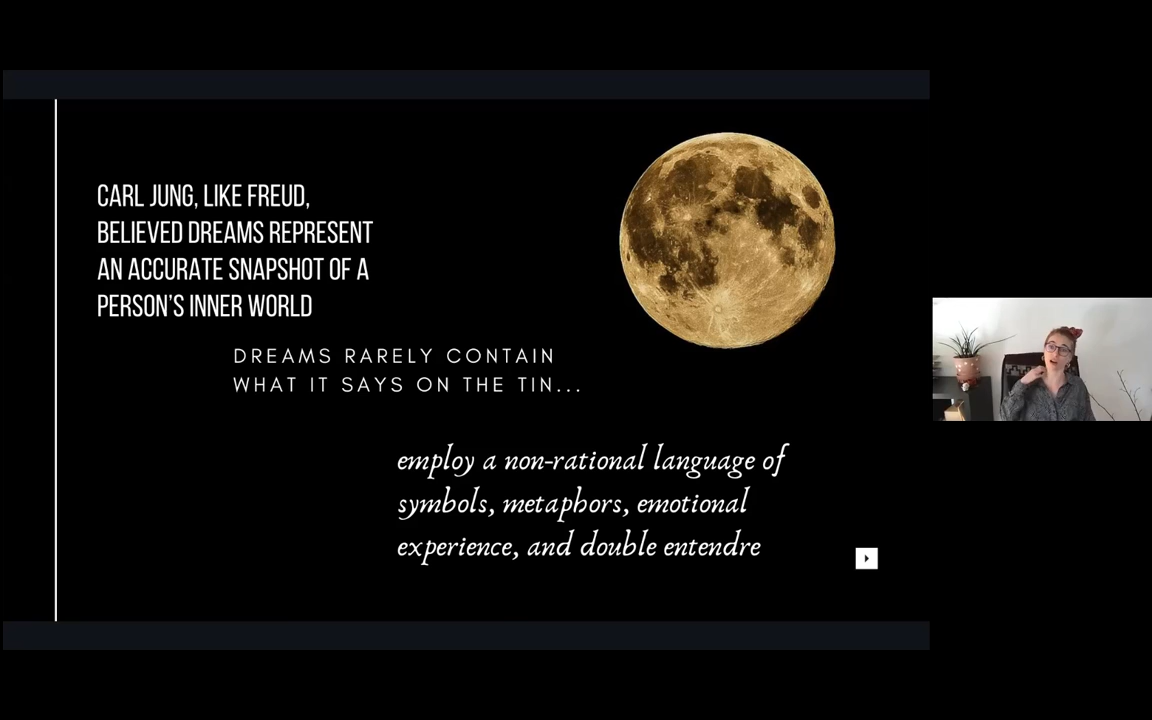 CARL JUNG, LIKE FREUD,
BELIEVED DREAMS REPRESENT
AN ACCURATE SNAPSHOT OF A
PERSON'S INNER WORLD
DREAMS RARELY CONTAIN
WHAT IT SAYS ON THE TIN...
employ a non-rational language of
symbols, metaphors, emotional
experience, and double entendre